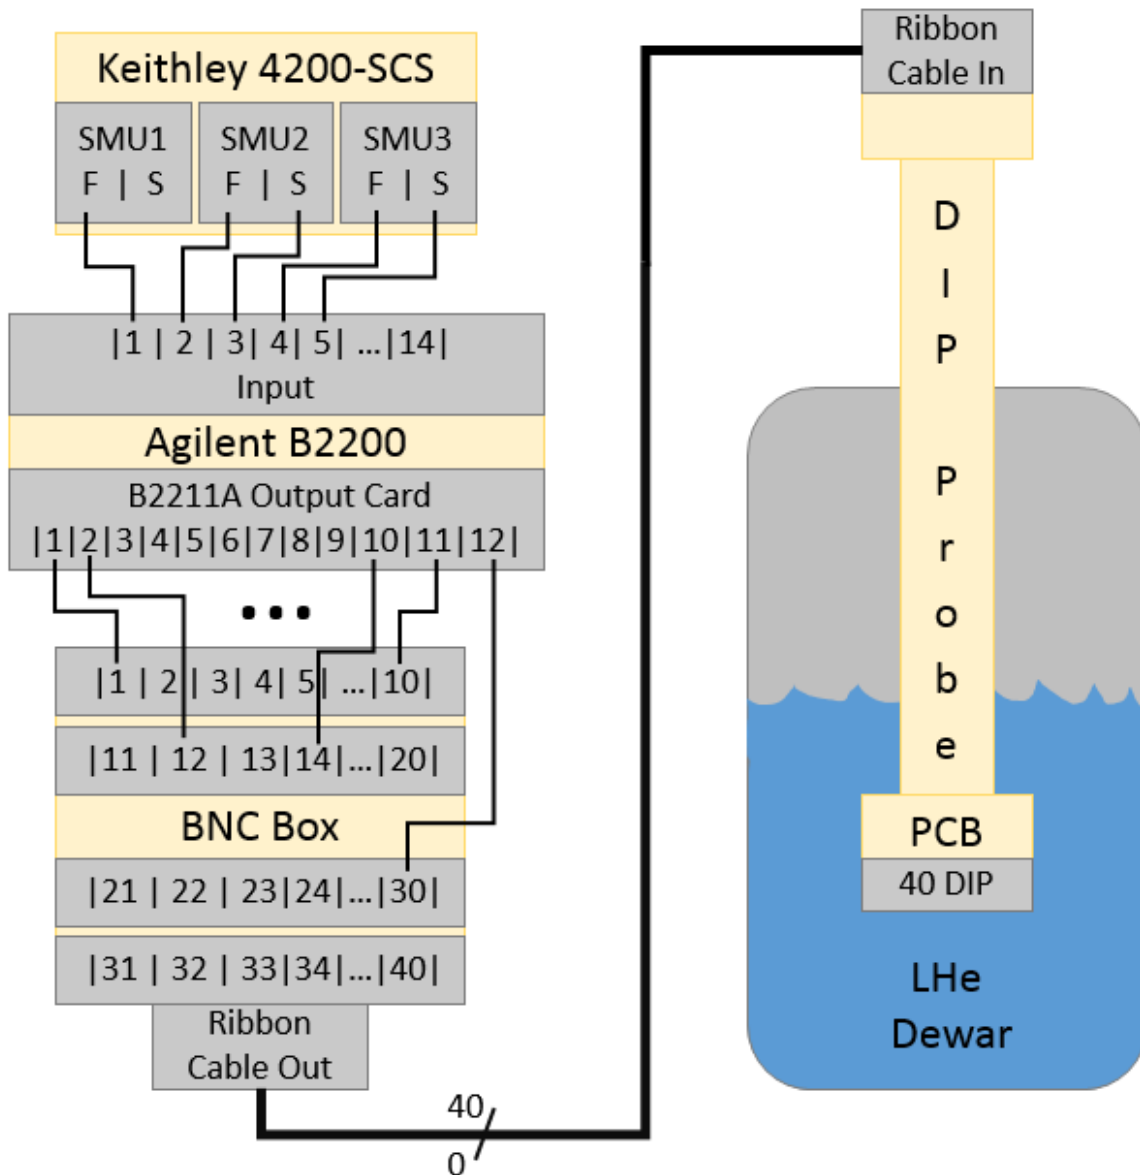 Keithley 4200-SCS
SMU1
F | S
SMU2
F | S
SMU3
F | S
|1 | 2 | 3| 4| 5| ...|14|
Input
Agilent B2200
B2211A Output Card
|1|2|3|4|5|6|7|8|9|10|11|12|
...
|1 | 2 | 3| 4| 5| ...|10|
|11 | 12 | 13|14|...|20|
BNC Box
|21 | 22 | 23|24|...|30|
|31 | 32 | 33|34|...|40|
Ribbon
Cable Out
40
0
Ribbon
Cable In
DIP Probe
PCB
40 DIP
LHe
Dewar